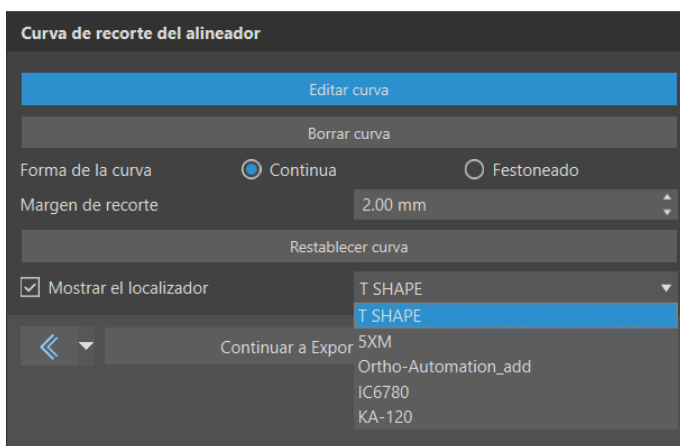 Curva de recorte del alineador
Editar curva
Borrar curva
Forma de la curva Continua Festoneado
Margen de recorte 2.00 mm
Restablecer curva
Mostrar el localizador T SHAPE
T SHAPE
Continuar a Expor 5XM
Ortho-Automation_add
IC6780
KA-120